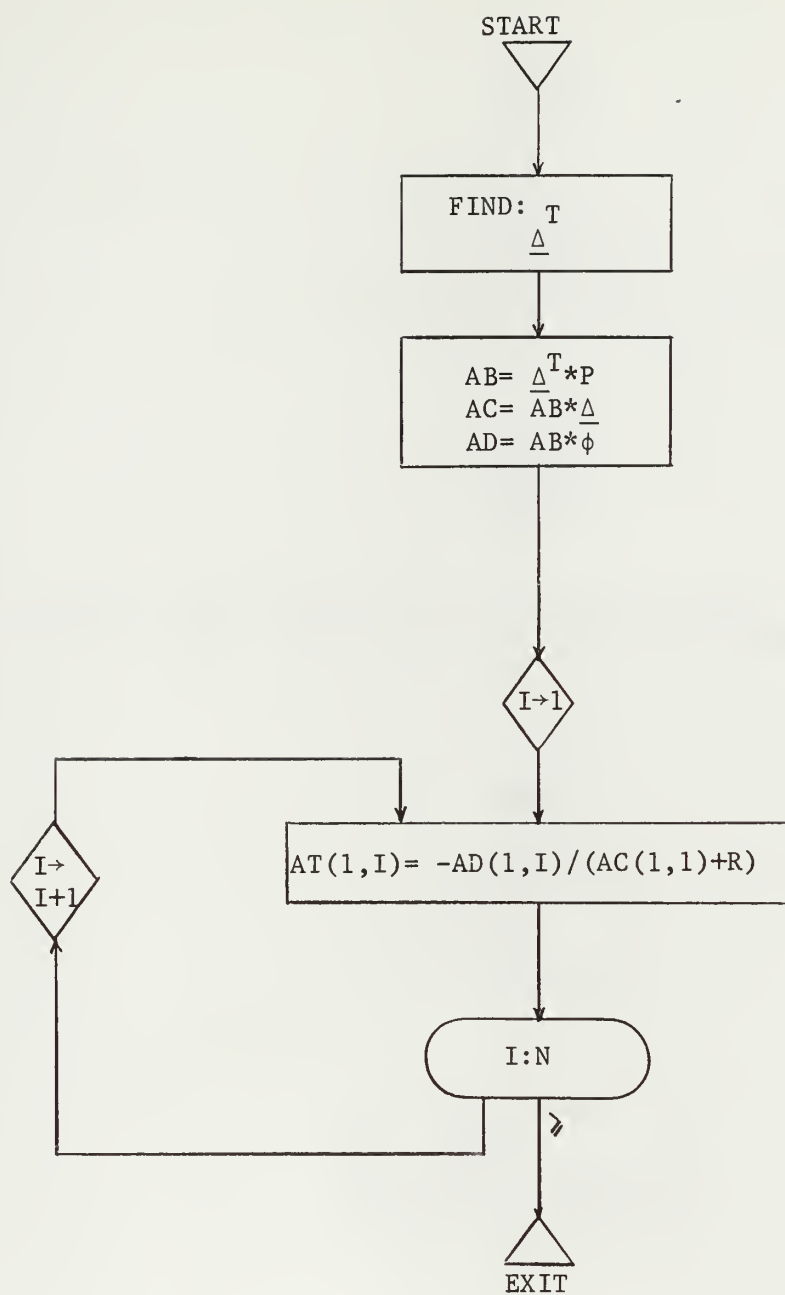 START
FIND: Δ^T
AB= Δ^T*P
AC= AB*Δ
AD= AB*ϕ
I→1
I→
I+1
AT(1,I)= -AD(1,I)/(AC(1,1)+R)
I:N
≥
EXIT